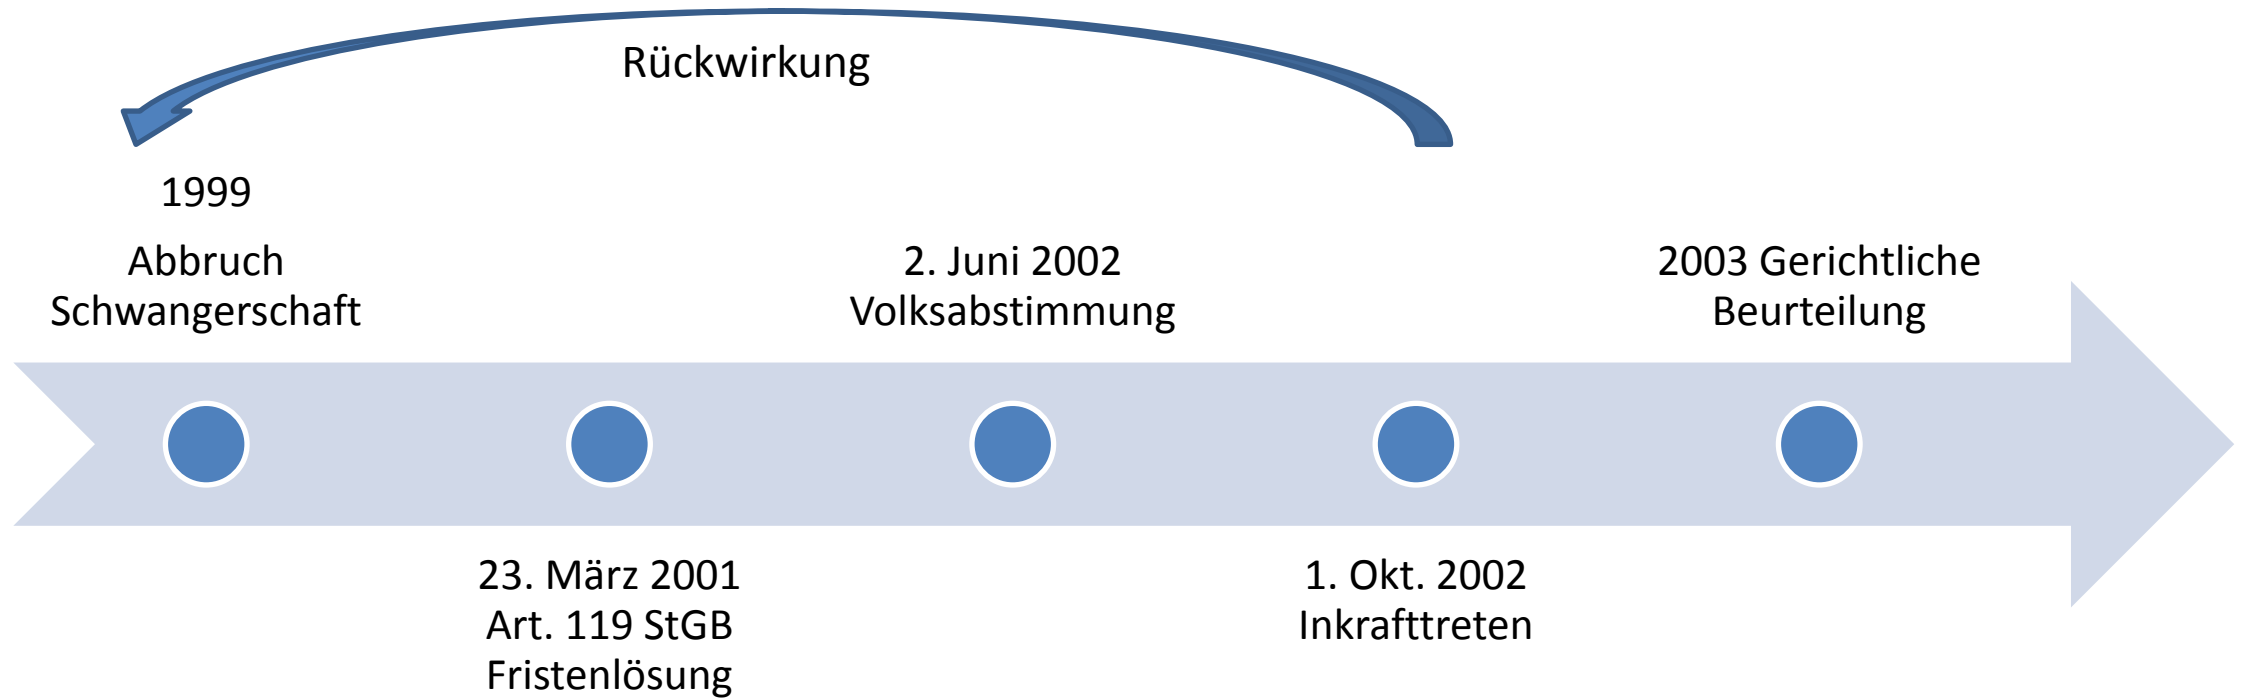 Rückwirkung
1999
Abbruch
Schwangerschaft
23. März 2001
Art. 119 StGB
Fristenlösung
2. Juni 2002
Volksabstimmung
1. Okt. 2002
Inkrafttreten
2003 Gerichtliche
Beurteilung